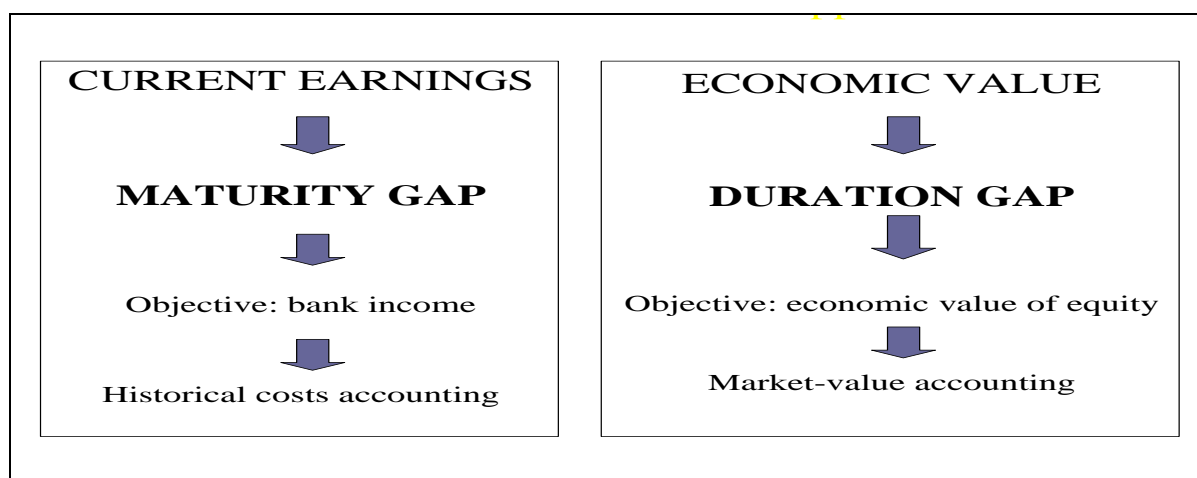 CURRENT EARNINGS
MATURITY GAP
Objective: bank income
Historical costs accounting
ECONOMIC VALUE
DURATION GAP
Objective: economic value of equity
Market-value accounting